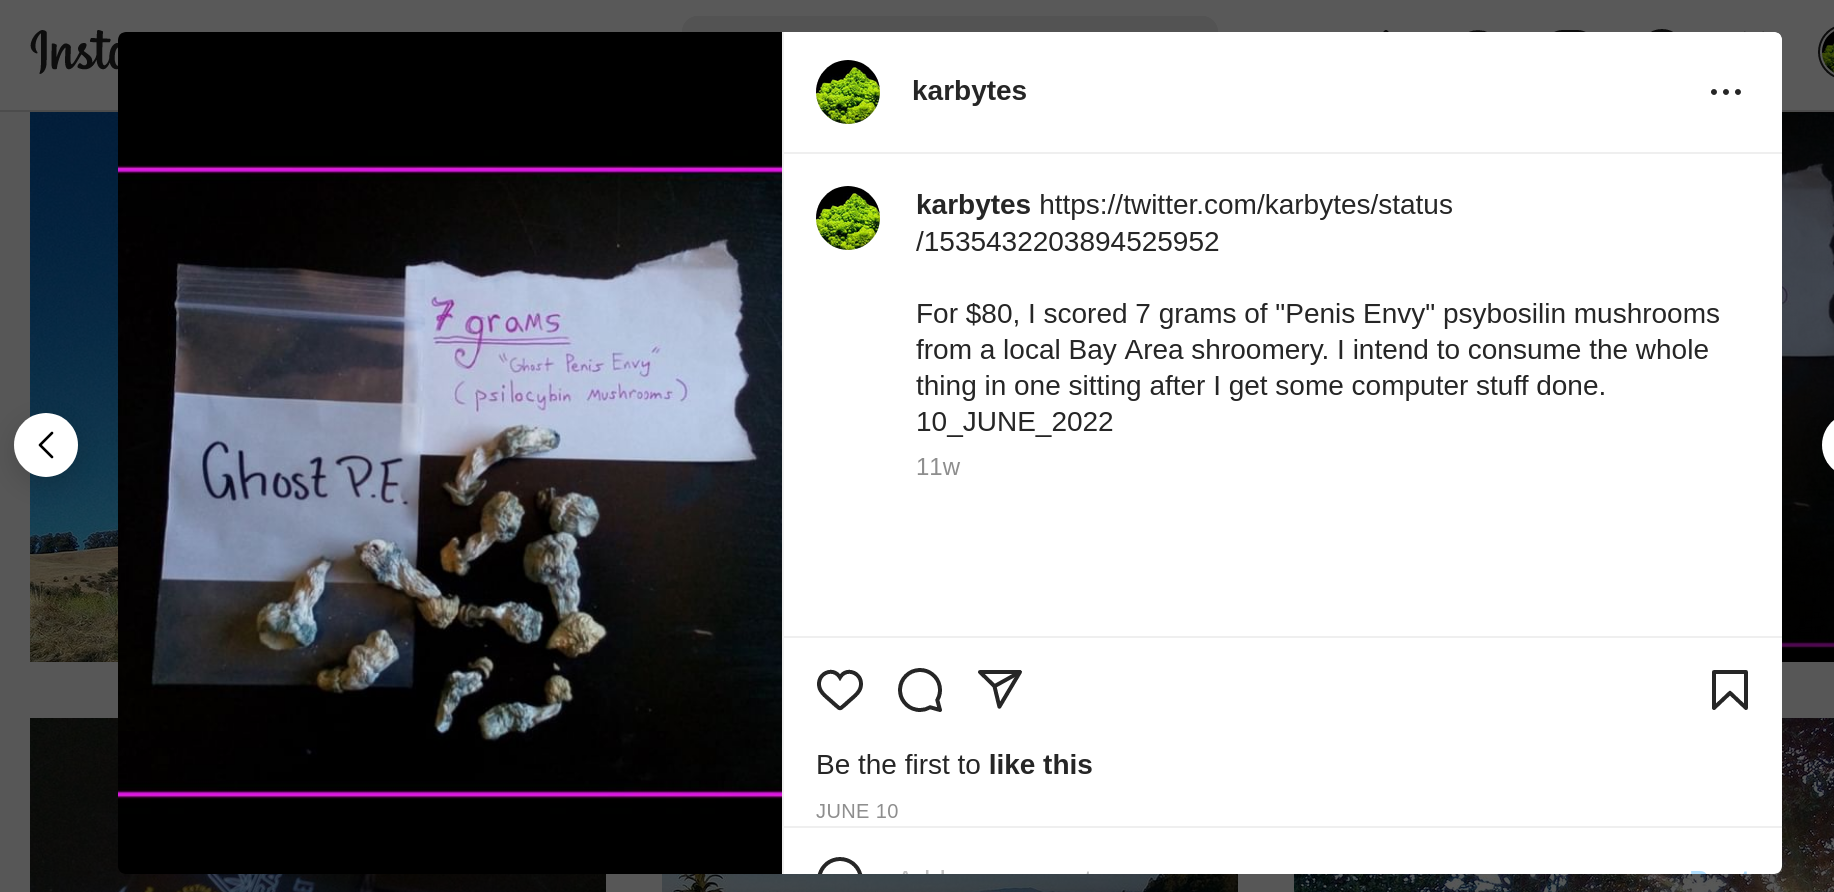 karbytes
7 grams
"Ghost Penis Envy"
(psilocybin Mushrooms)
Ghost P.E.
karbytes https://twitter.com/karbytes/status
/1535432203894525952
For $80, I scored 7 grams of "Penis Envy" psybosilin mushrooms
from a local Bay Area shroomery. I intend to consume the whole
thing in one sitting after I get some computer stuff done.
10_JUNE_2022
11w
Be the first to like this
JUNE 10